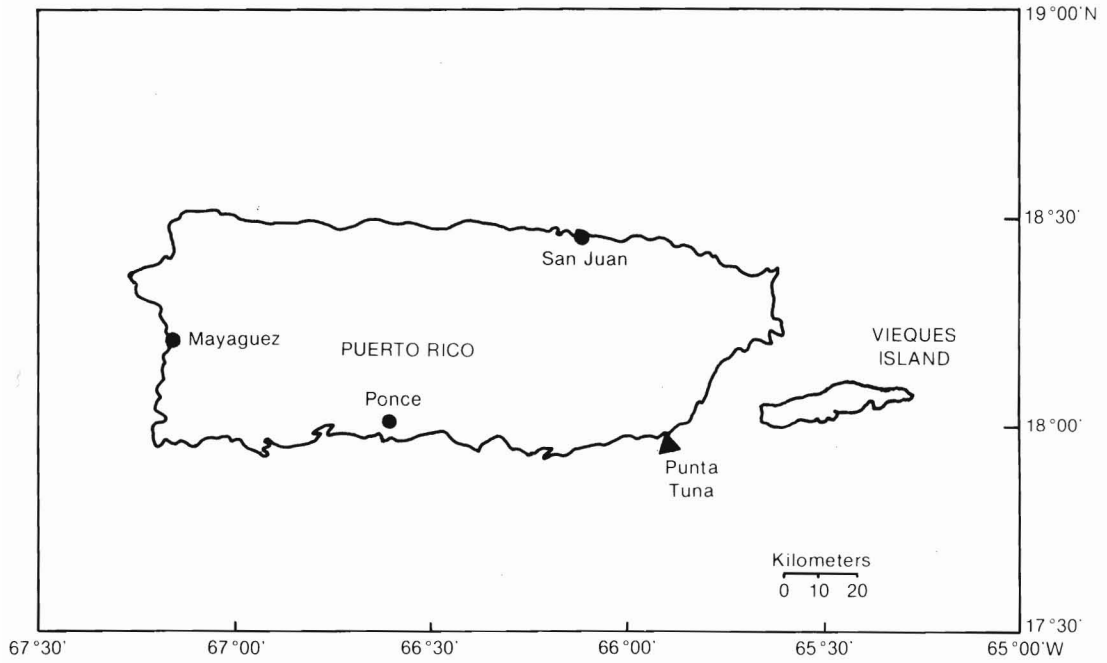 19°00'N
18°30'
San Juan
Mayaguez
VIEQUES
ISLAND
PUERTO RICO
Ponce
18°00'
Punta
Tuna
Kilometers
0 10 20
17°30'
67°30' 67°00' 66°30' 66°00' 65°30' 65°00'W